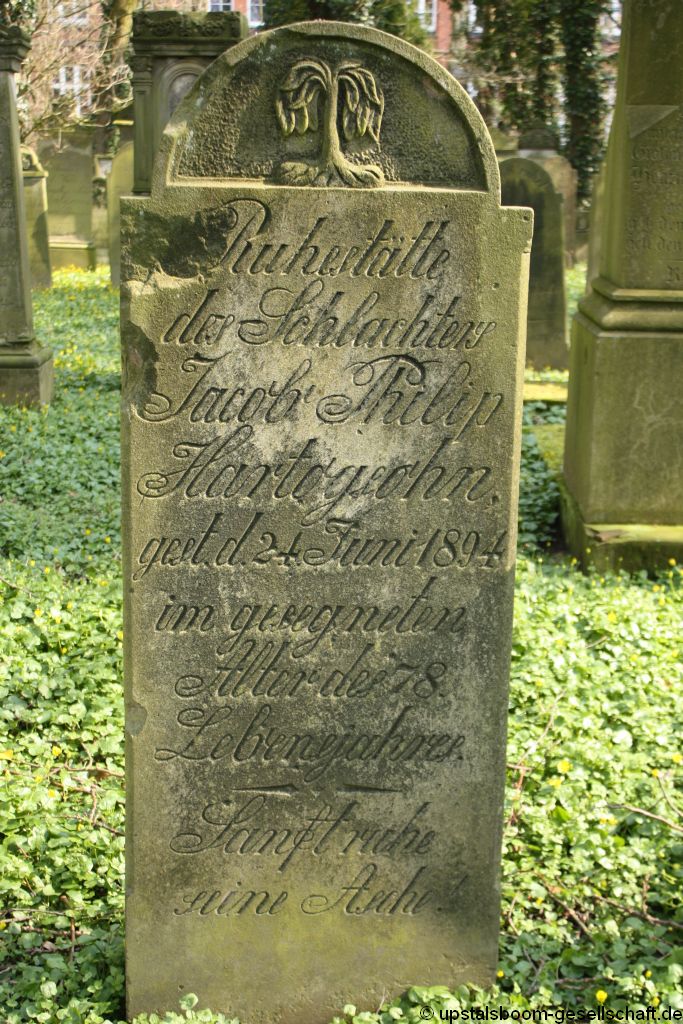 Ruhestätte
des Schlachters
Jacob Philip
Hartogsohn,
gest. d. 24. Juni 1894
im gesegneten
Alter des 78.
Lebensjahres.
Sanft ruhe
seine Asche!
© upstalsboom-gesellschaft.de